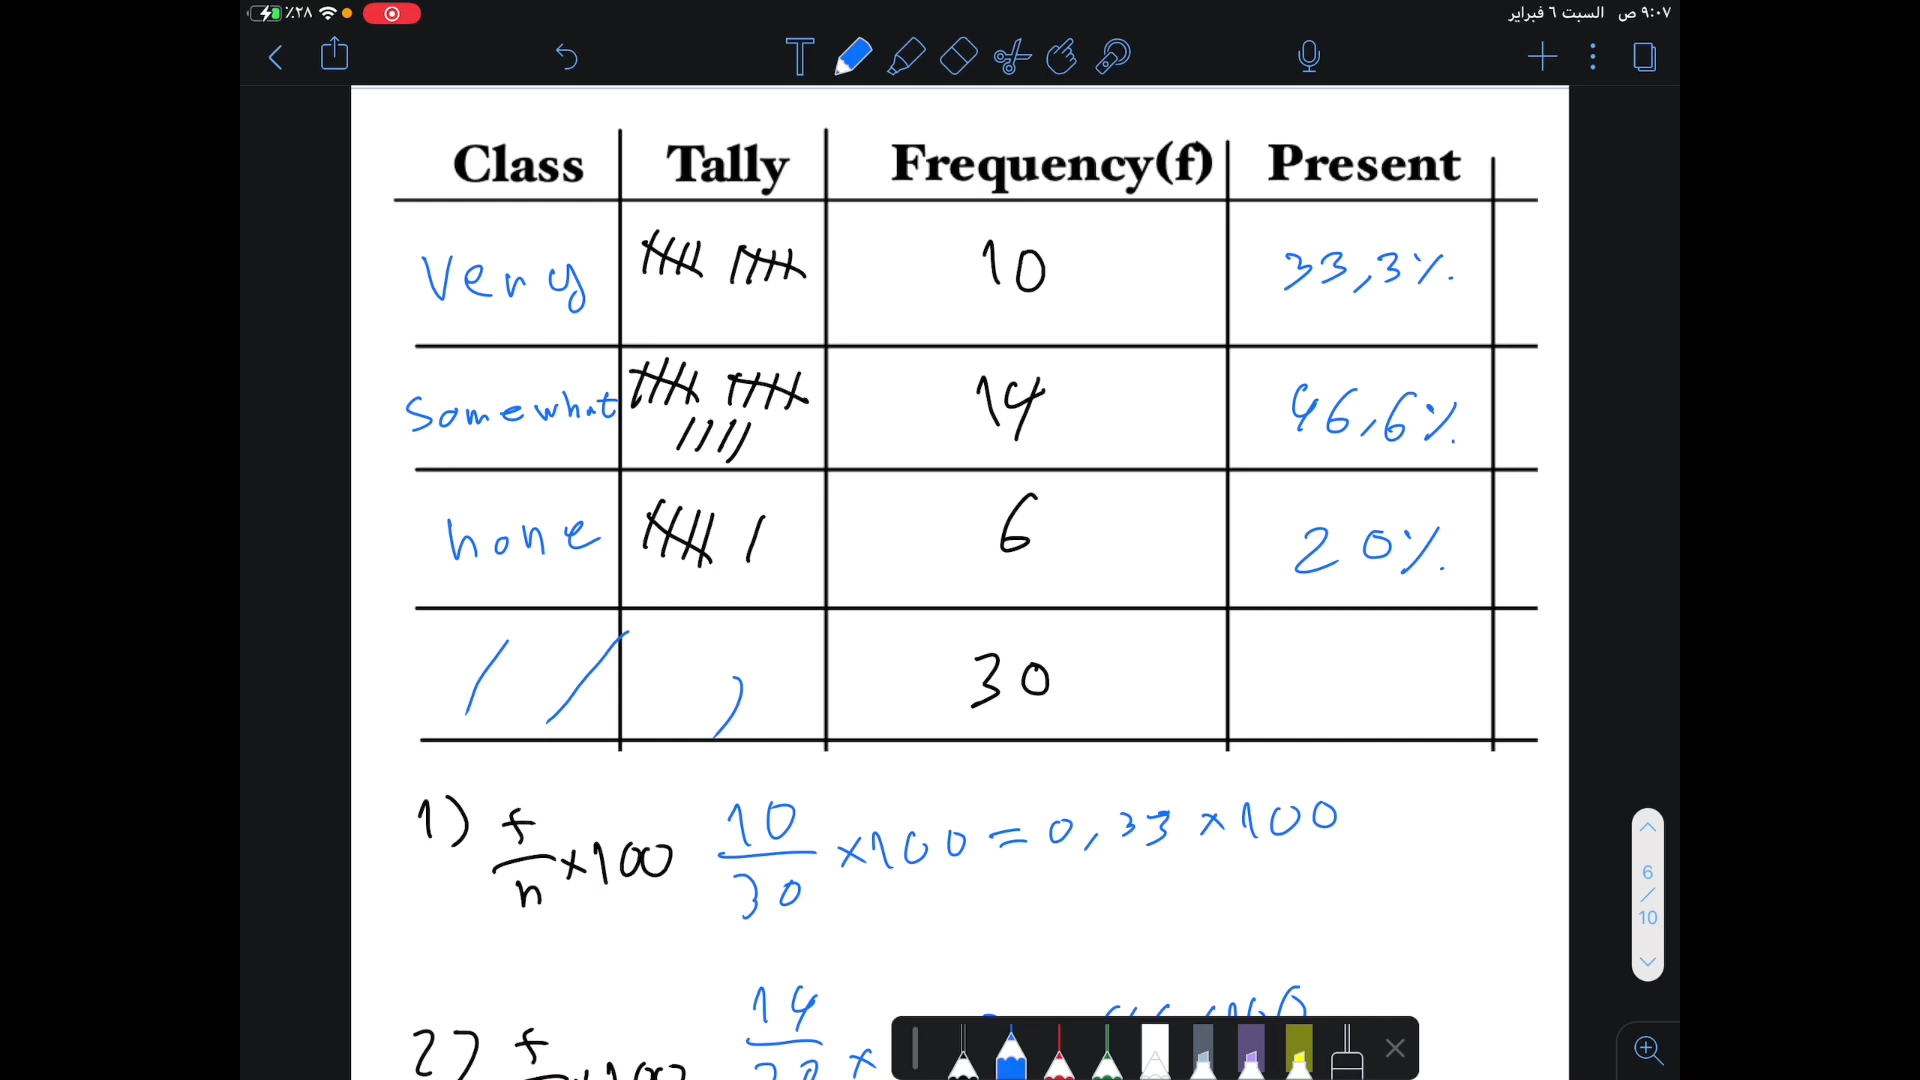 ٪٢٨ السبت ٦ فبراير ٩:٠٧ ص
T
Class Tally Frequency(f) Present
Very 10 33,3%
Somewhat 14 46,6%
none 6 20%
30
1) f/n ×100 10/30 ×100 = 0,33 ×100
2) f ×100 14 ×
6
/
10